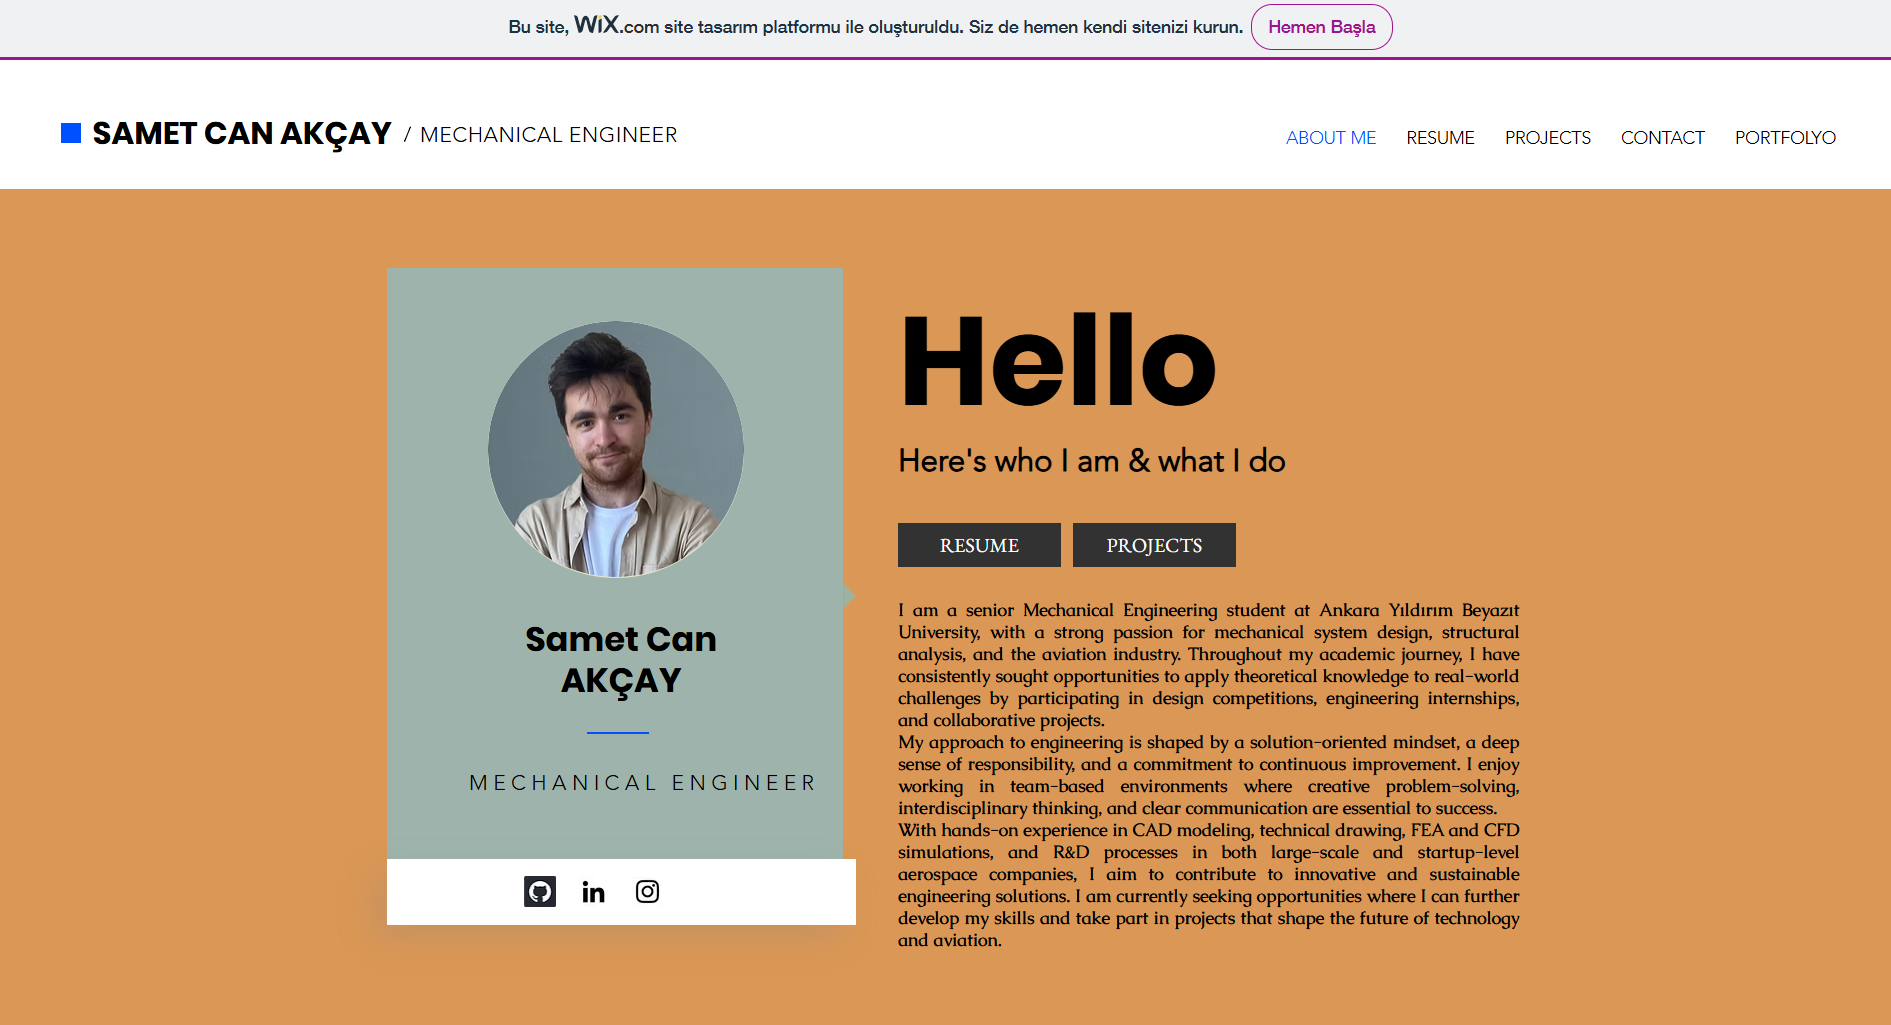 Bu site, WiX.com site tasarım platformu ile oluşturuldu. Siz de hemen kendi sitenizi kurun. Hemen Başla
SAMET CAN AKÇAY / MECHANICAL ENGINEER
ABOUT ME RESUME PROJECTS CONTACT PORTFOLYO
Samet Can
AKÇAY
MECHANICAL ENGINEER
in
Hello
Here's who I am & what I do
RESUME PROJECTS
I am a senior Mechanical Engineering student at Ankara Yıldırım Beyazıt
University, with a strong passion for mechanical system design, structural
analysis, and the aviation industry. Throughout my academic journey, I have
consistently sought opportunities to apply theoretical knowledge to real-world
challenges by participating in design competitions, engineering internships,
and collaborative projects.
My approach to engineering is shaped by a solution-oriented mindset, a deep
sense of responsibility, and a commitment to continuous improvement. I enjoy
working in team-based environments where creative problem-solving,
interdisciplinary thinking, and clear communication are essential to success.
With hands-on experience in CAD modeling, technical drawing, FEA and CFD
simulations, and R&D processes in both large-scale and startup-level
aerospace companies, I aim to contribute to innovative and sustainable
engineering solutions. I am currently seeking opportunities where I can further
develop my skills and take part in projects that shape the future of technology
and aviation.